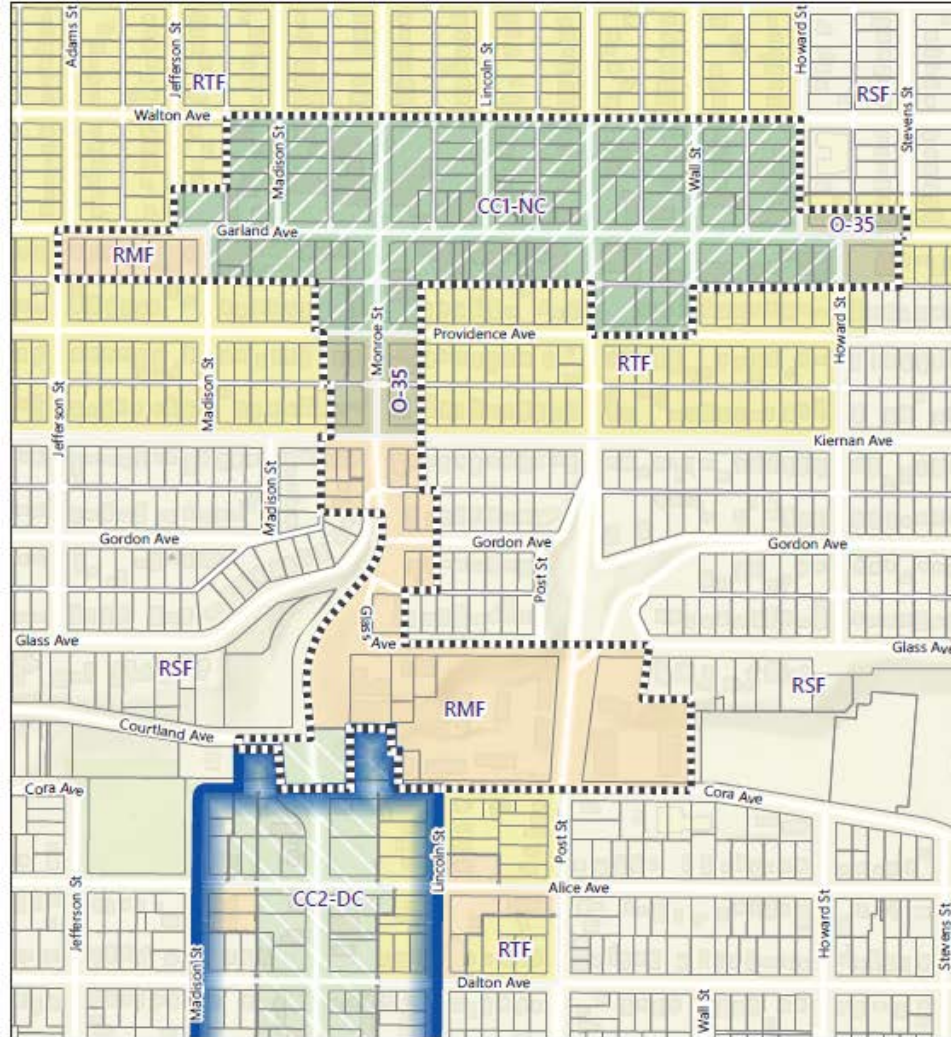 Adams St
Jefferson St
RTF
Lincoln St
Howard St
RSF
Stevens St
Walton Ave
Madison St
Wall St
CC1-NC
O-35
Garland Ave
RMF
Monroe St
Providence Ave
RTF
Howard St
O-35
Jefferson St
Madison St
Kiernan Ave
Madison St
Gordon Ave
Gordon Ave
Gordon Ave
Post St
Glass
Ave
Glass Ave
Glass Ave
RSF
RMF
RSF
Courtland Ave
Cora Ave
Cora Ave
Lincoln St
Post St
Alice Ave
CC2-DC
Jefferson St
Madison St
RTF
Howard St
Stevens St
Dalton Ave
Wall St